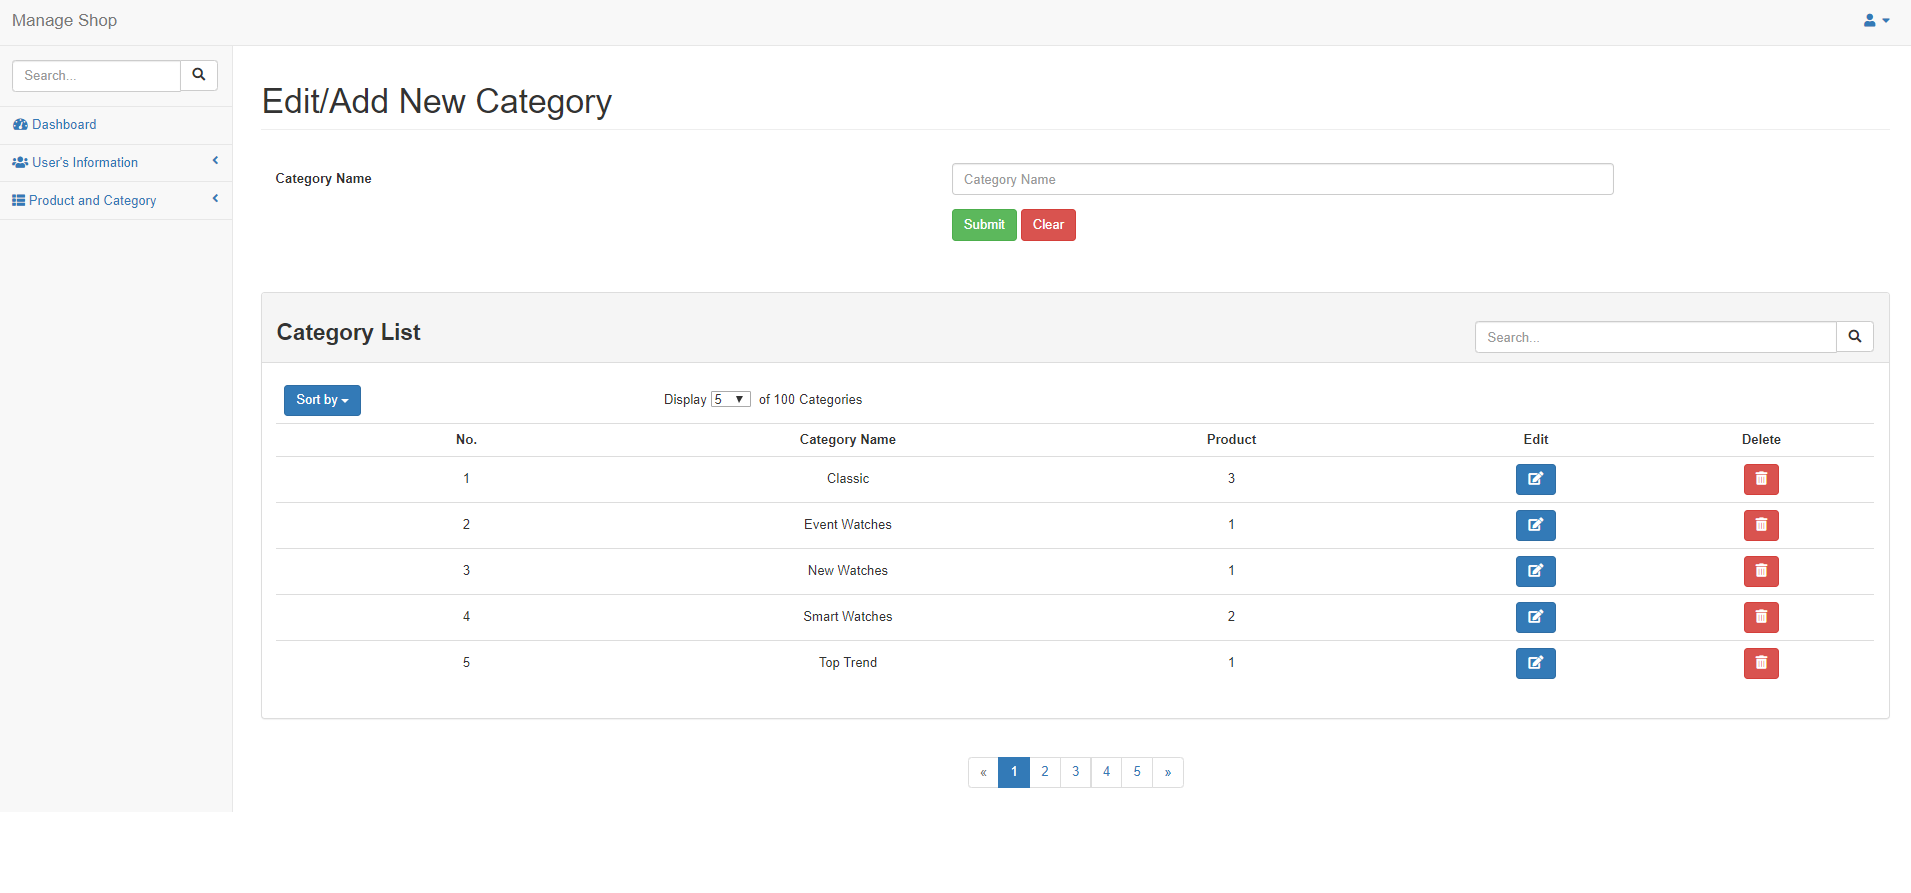 Manage Shop
Search...
Dashboard
User's Information
Product and Category
Edit/Add New Category
Category Name
Category Name
Submit Clear
Category List
Search...
Sort by
Display 5 of 100 Categories
No. Category Name Product Edit Delete
1 Classic 3
2 Event Watches 1
3 New Watches 1
4 Smart Watches 2
5 Top Trend 1
« 1 2 3 4 5 »